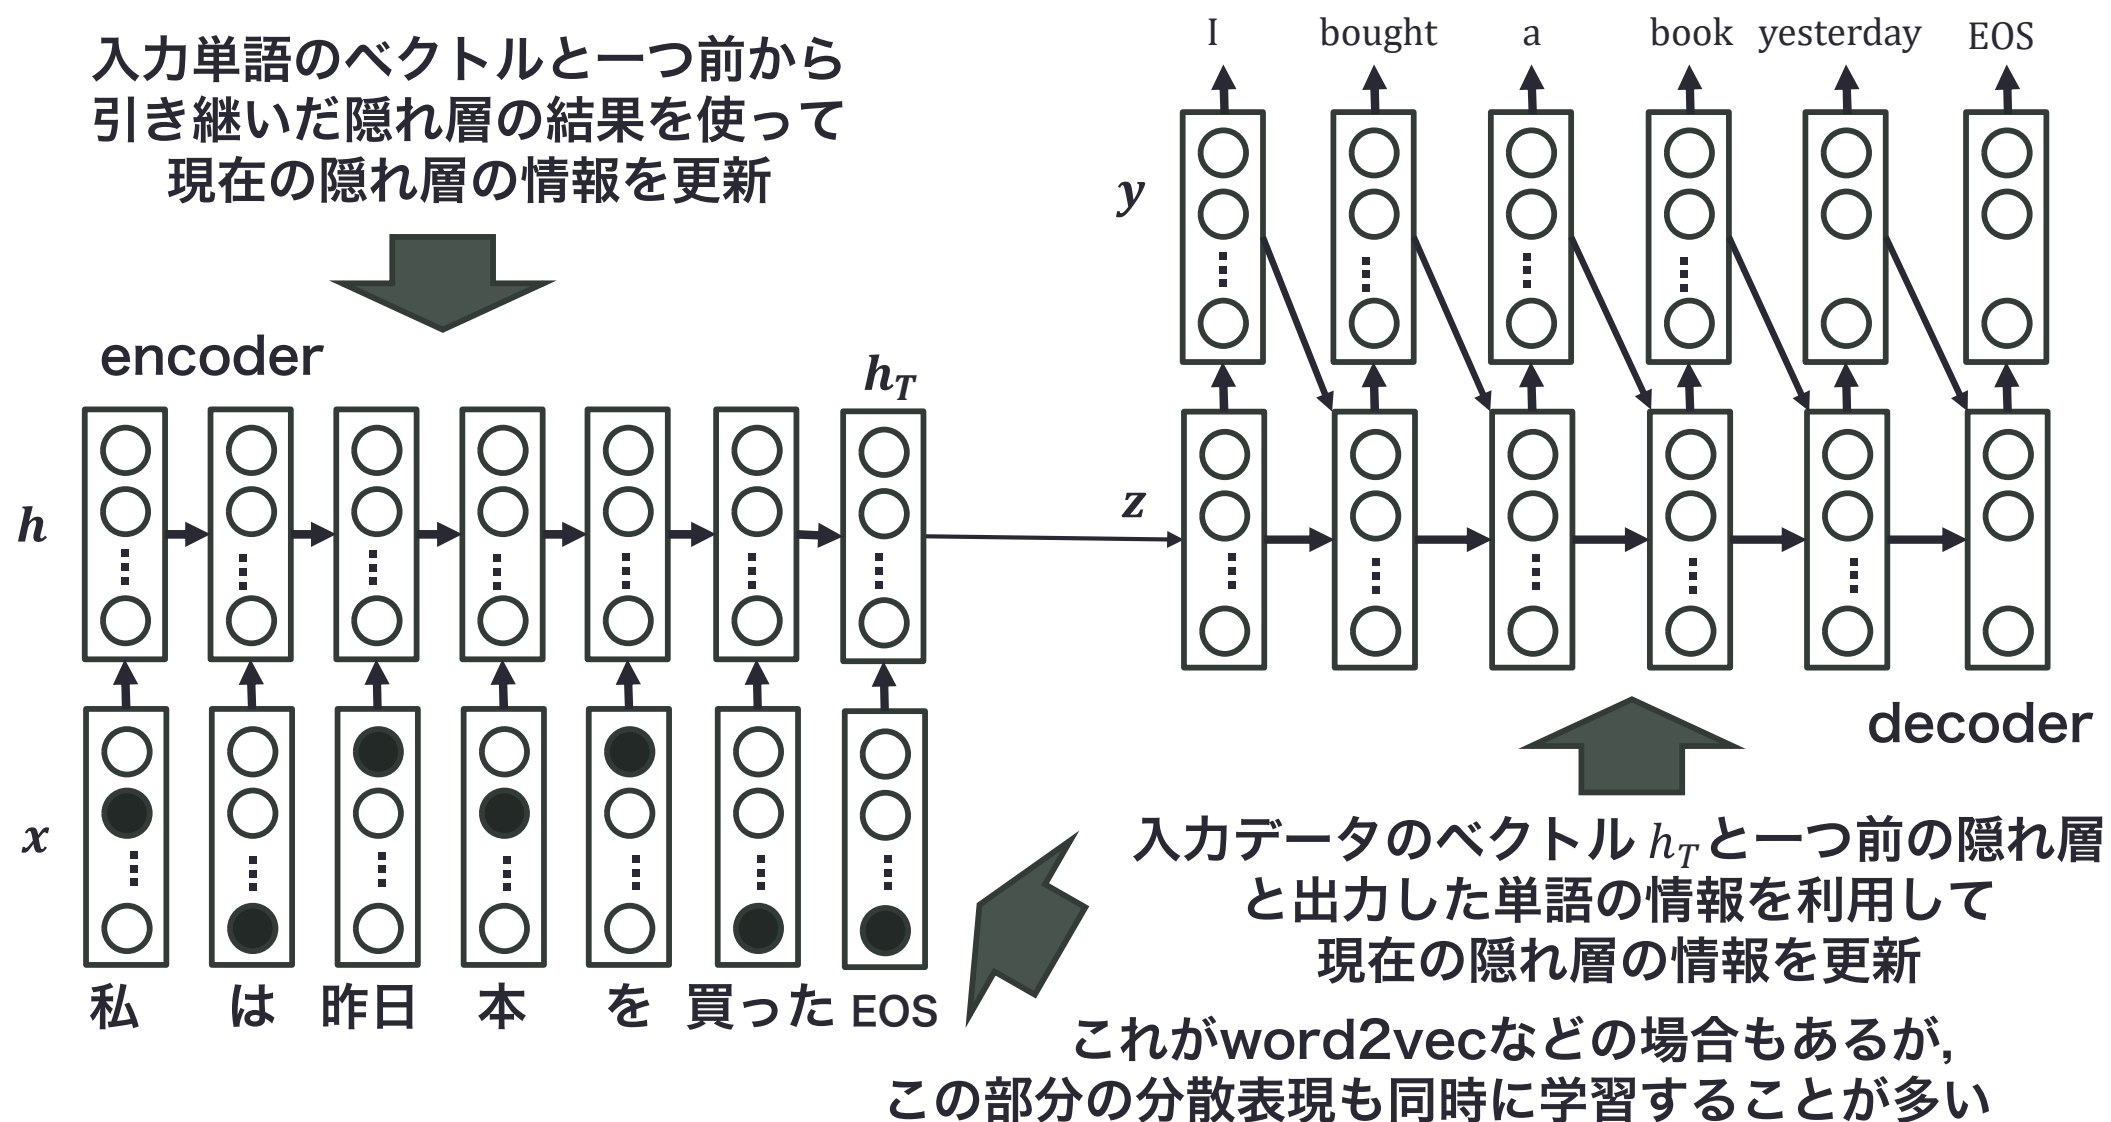 入力単語のベクトルと一つ前から
引き継いだ隠れ層の結果を使って
現在の隠れ層の情報を更新
encoder
h_T
h
x
私 は 昨日 本 を 買った EOS
I bought a book yesterday EOS
y
z
decoder
入力データのベクトル h_T と一つ前の隠れ層
と出力した単語の情報を利用して
現在の隠れ層の情報を更新
これがword2vecなどの場合もあるが,
この部分の分散表現も同時に学習することが多い